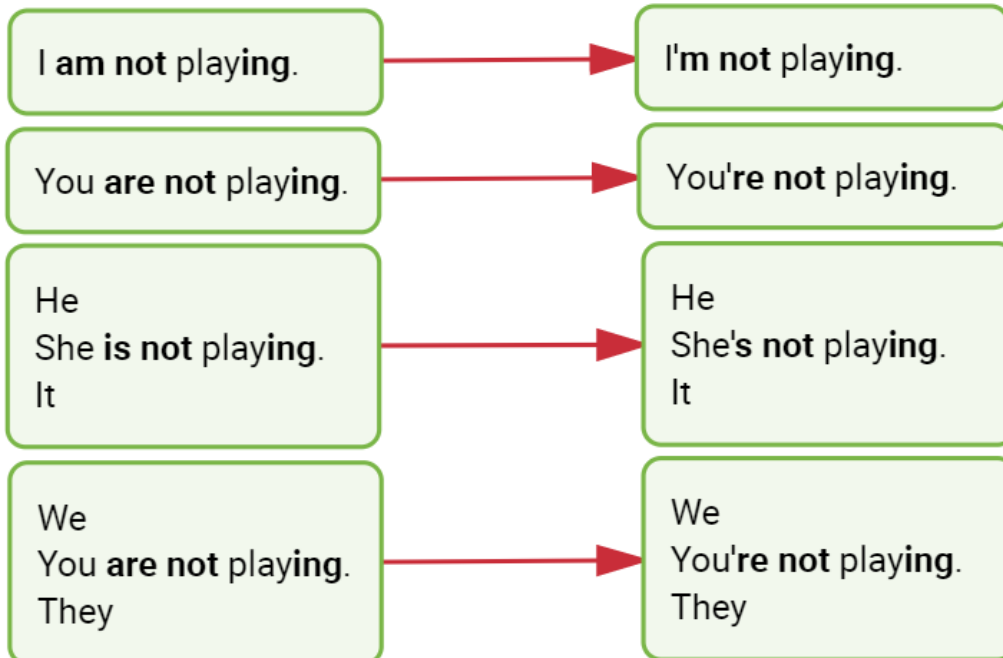 I am not playing.
I'm not playing.
You are not playing.
You're not playing.
He
She is not playing.
It
He
She's not playing.
It
We
You are not playing.
They
We
You're not playing.
They